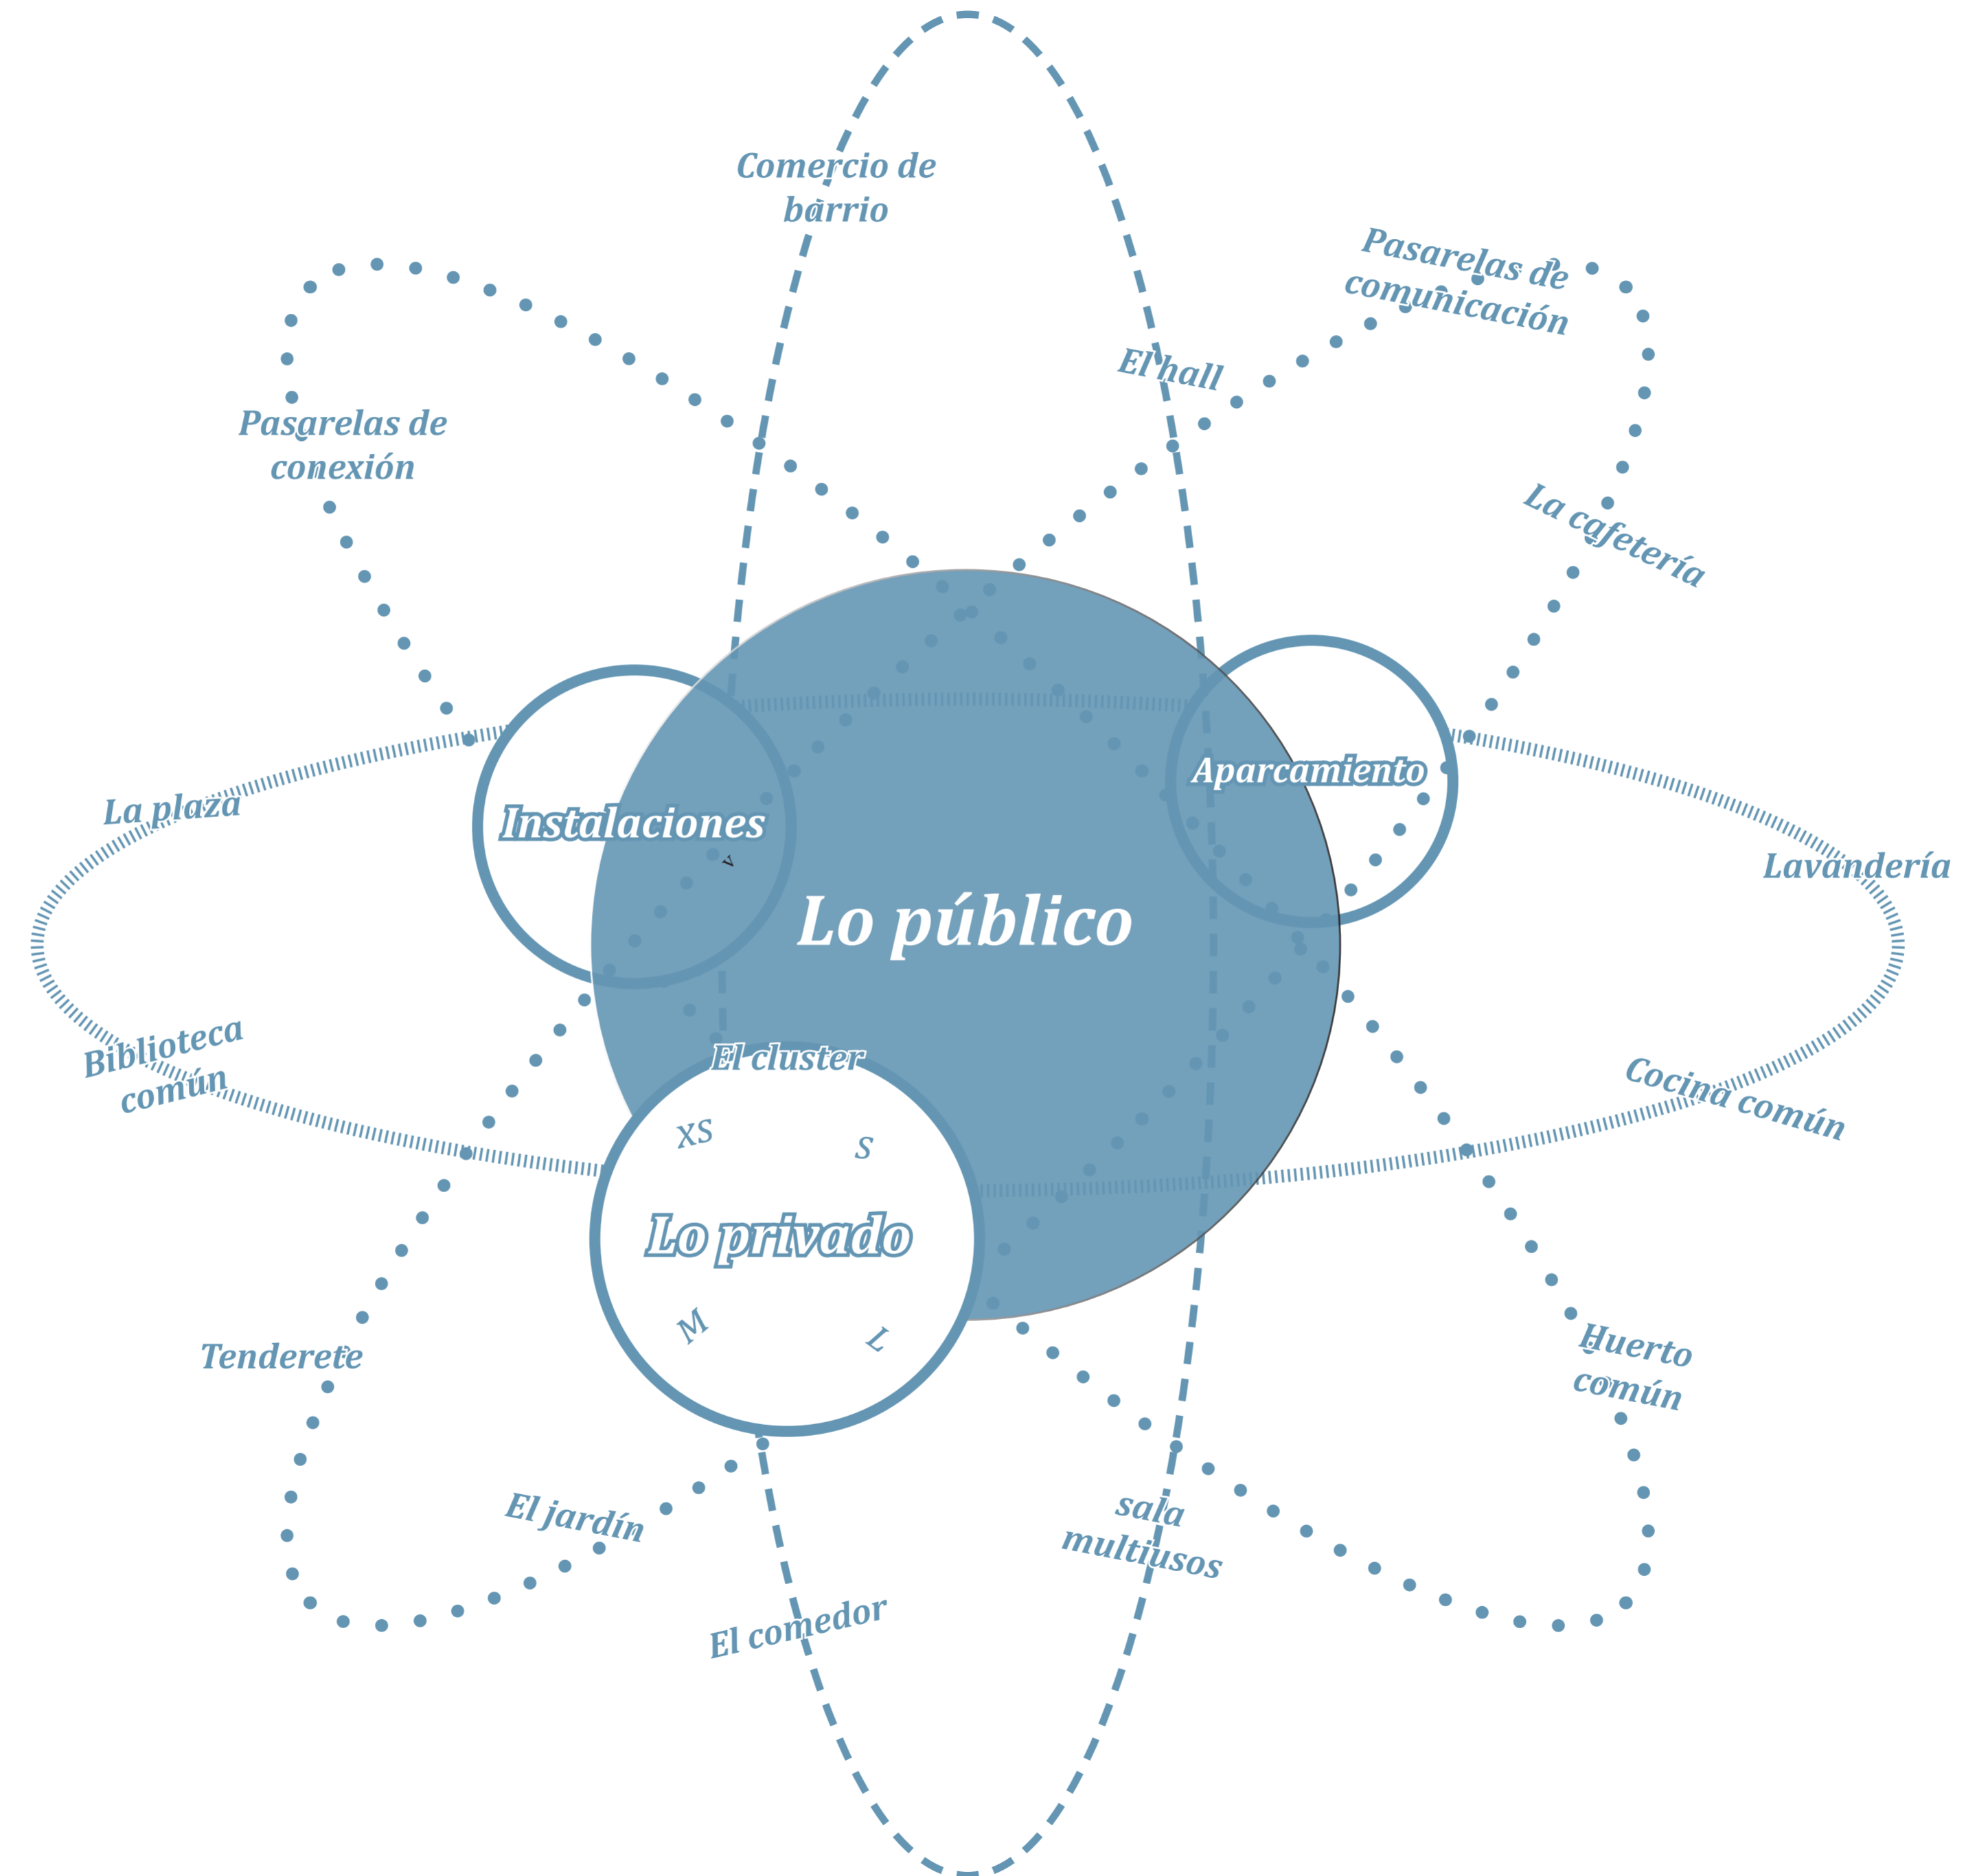 Comercio de
barrio
Pasarelas de
comunicación
El hall
Pasarelas de
conexión
La cafetería
Aparcamiento
La plaza
Instalaciones
v
Lavandería
Lo público
Biblioteca
común
El cluster
Cocina común
XS
S
Lo privado
M
L
Tenderete
Huerto
común
El jardín
sala
multiusos
El comedor